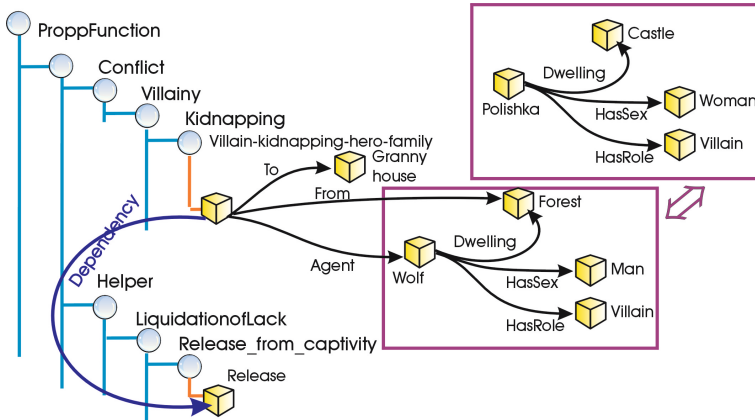 ProppFunction
Conflict
Villainy
Kidnapping
Villain-kidnapping-hero-family
To
Granny
house
From
Forest
Dwelling
Agent
Wolf
HasSex
Man
HasRole
Villain
Castle
Dwelling
Polishka
HasSex
Woman
HasRole
Villain
Dependency
Helper
LiquidationofLack
Release_from_captivity
Release